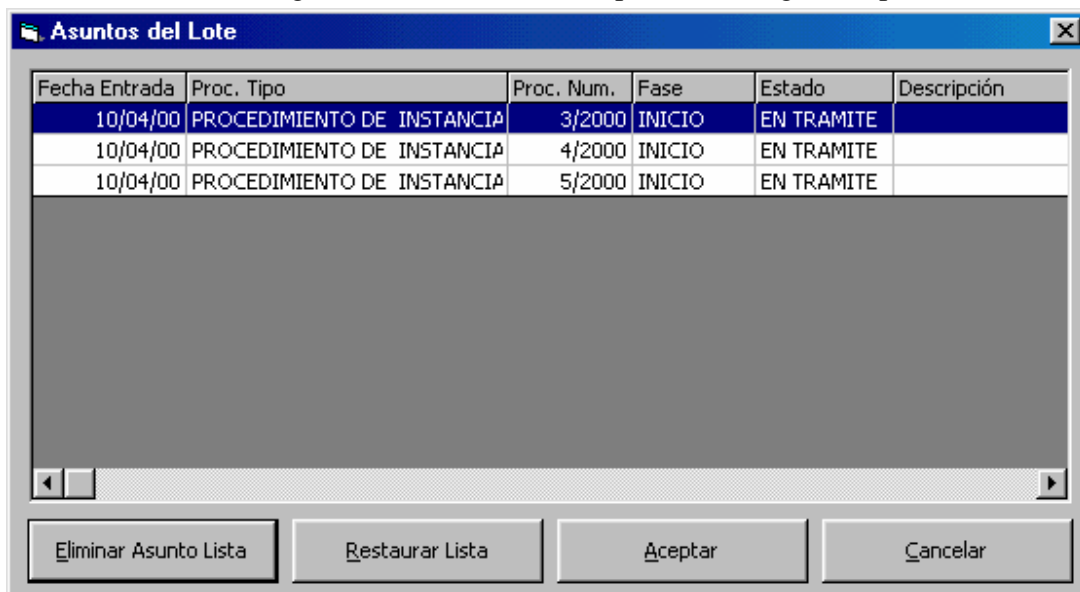 Asuntos del Lote
Fecha Entrada Proc. Tipo Proc. Num. Fase Estado Descripción
10/04/00 PROCEDIMIENTO DE INSTANCIA 3/2000 INICIO EN TRAMITE
10/04/00 PROCEDIMIENTO DE INSTANCIA 4/2000 INICIO EN TRAMITE
10/04/00 PROCEDIMIENTO DE INSTANCIA 5/2000 INICIO EN TRAMITE
Eliminar Asunto Lista Restaurar Lista Aceptar Cancelar